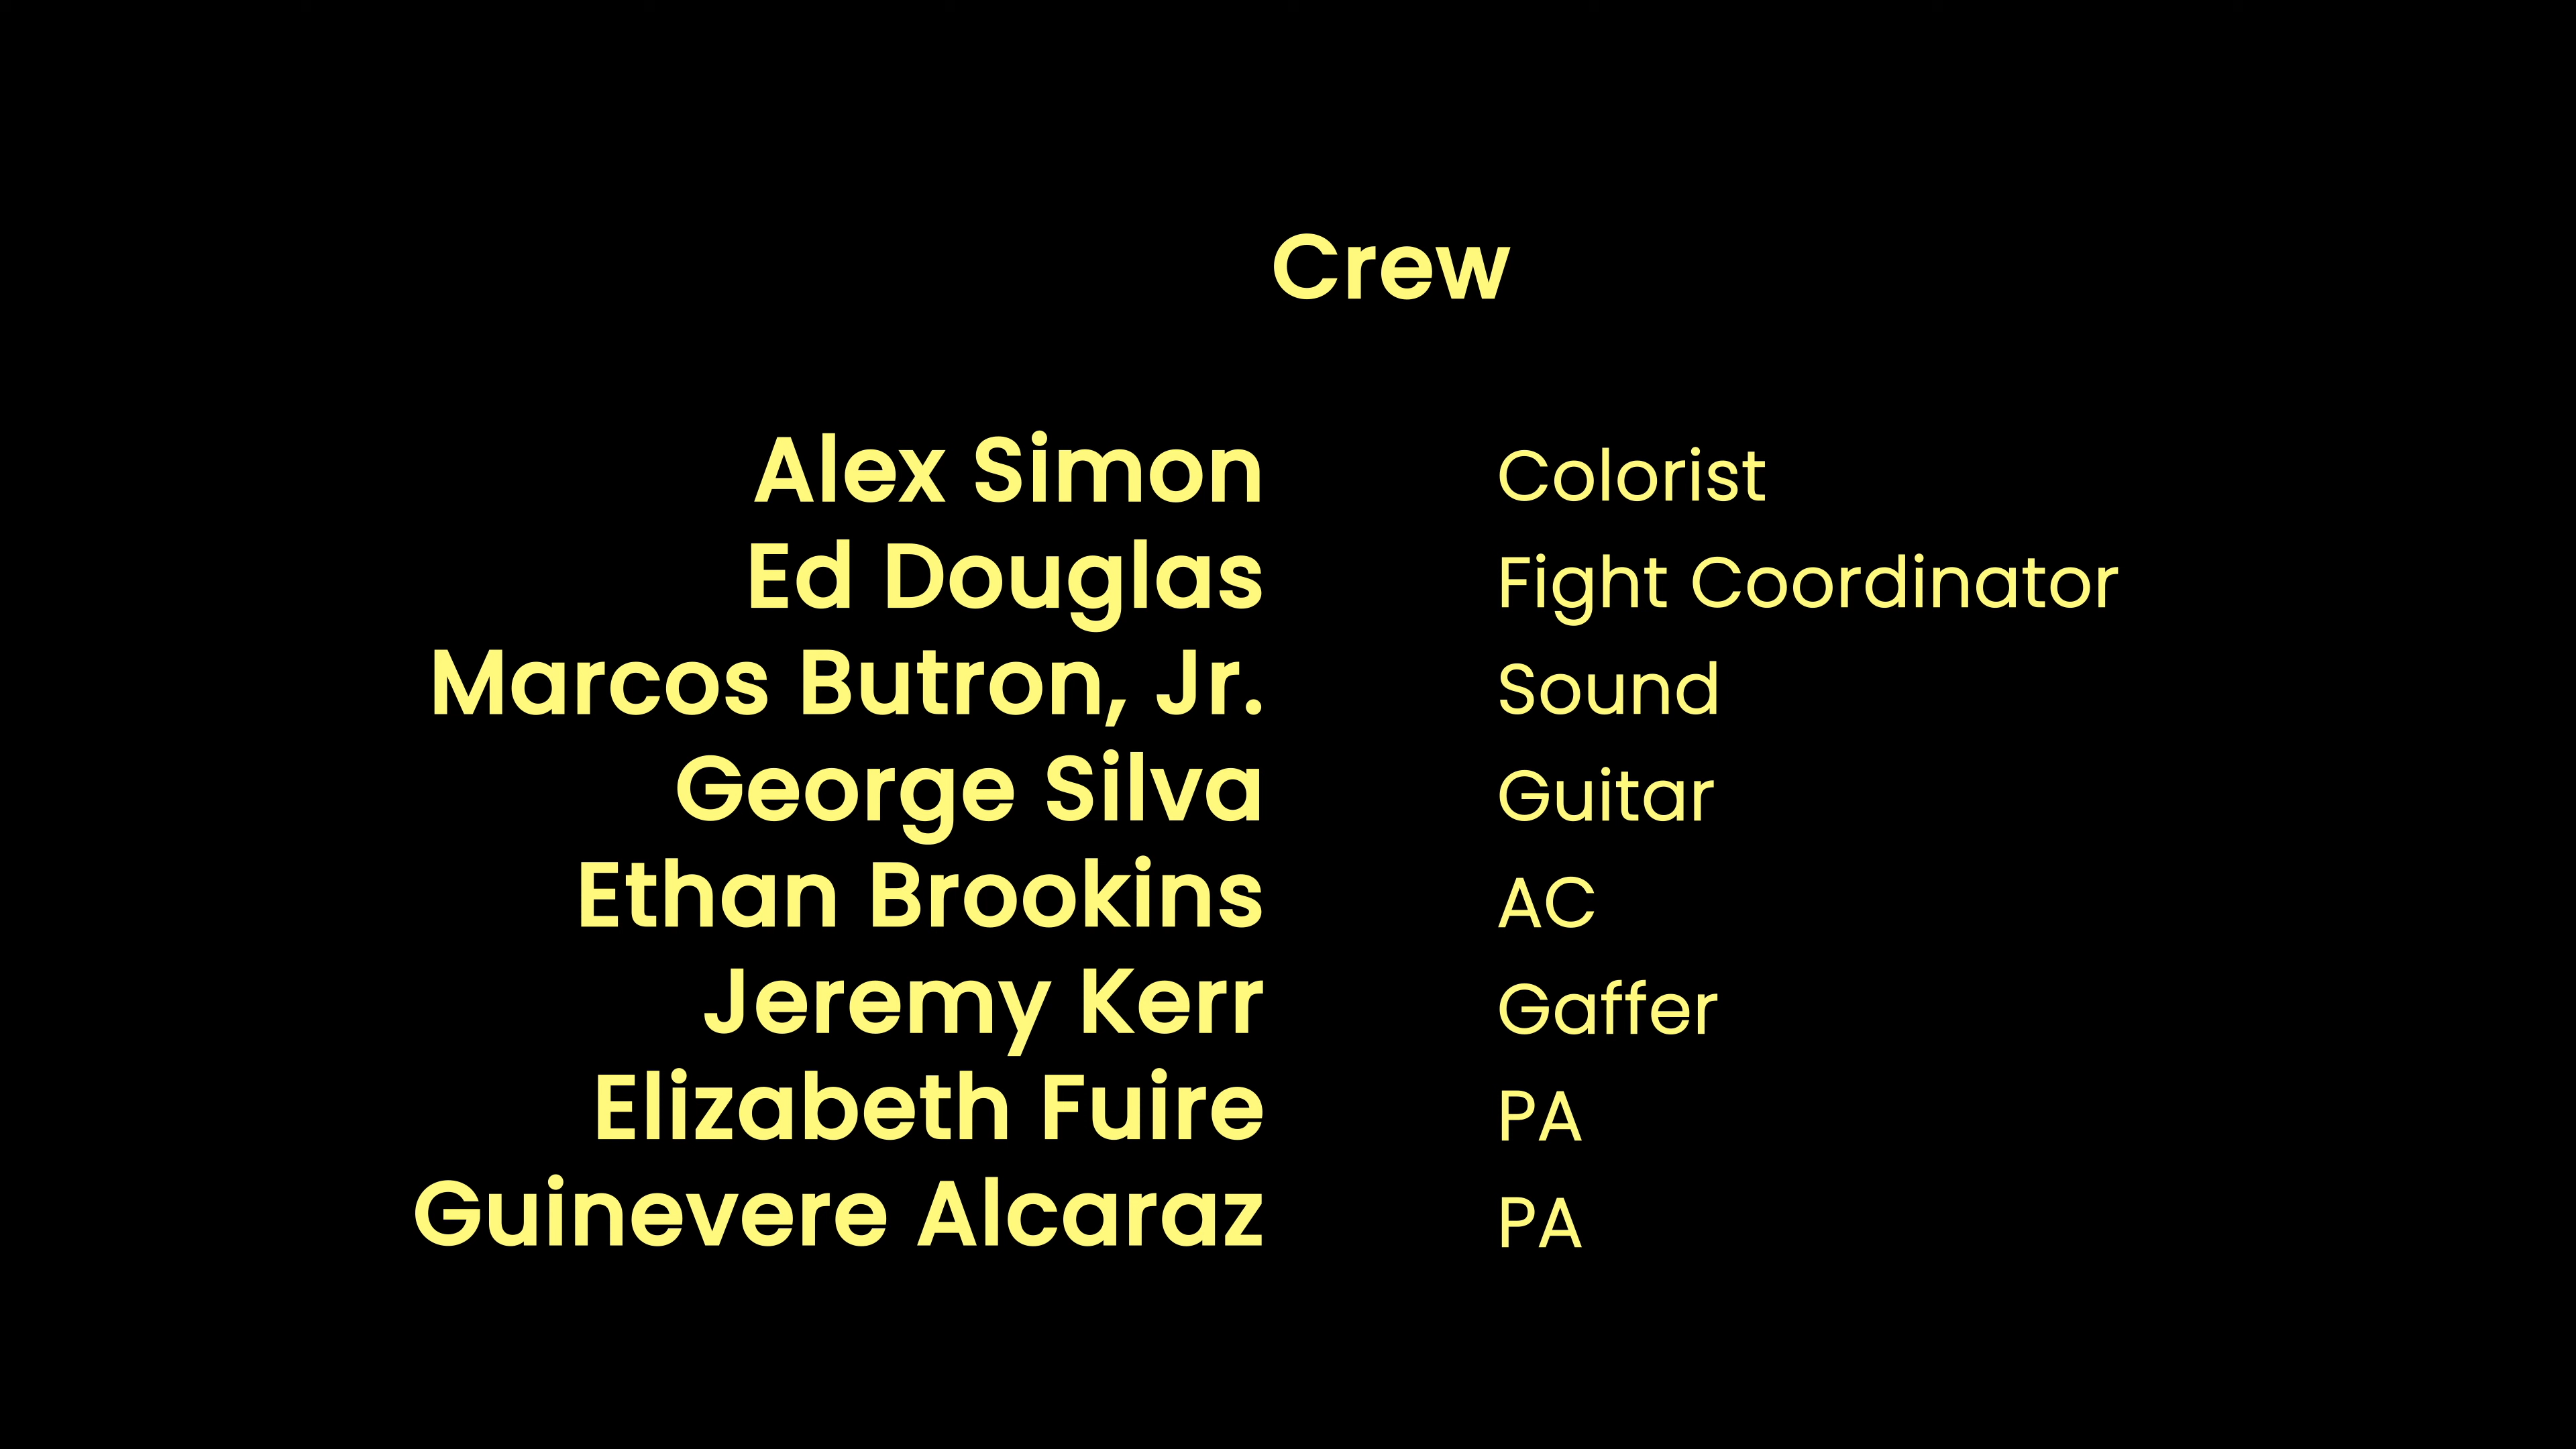 Crew
Alex Simon Colorist
Ed Douglas Fight Coordinator
Marcos Butron, Jr. Sound
George Silva Guitar
Ethan Brookins AC
Jeremy Kerr Gaffer
Elizabeth Fuire PA
Guinevere Alcaraz PA